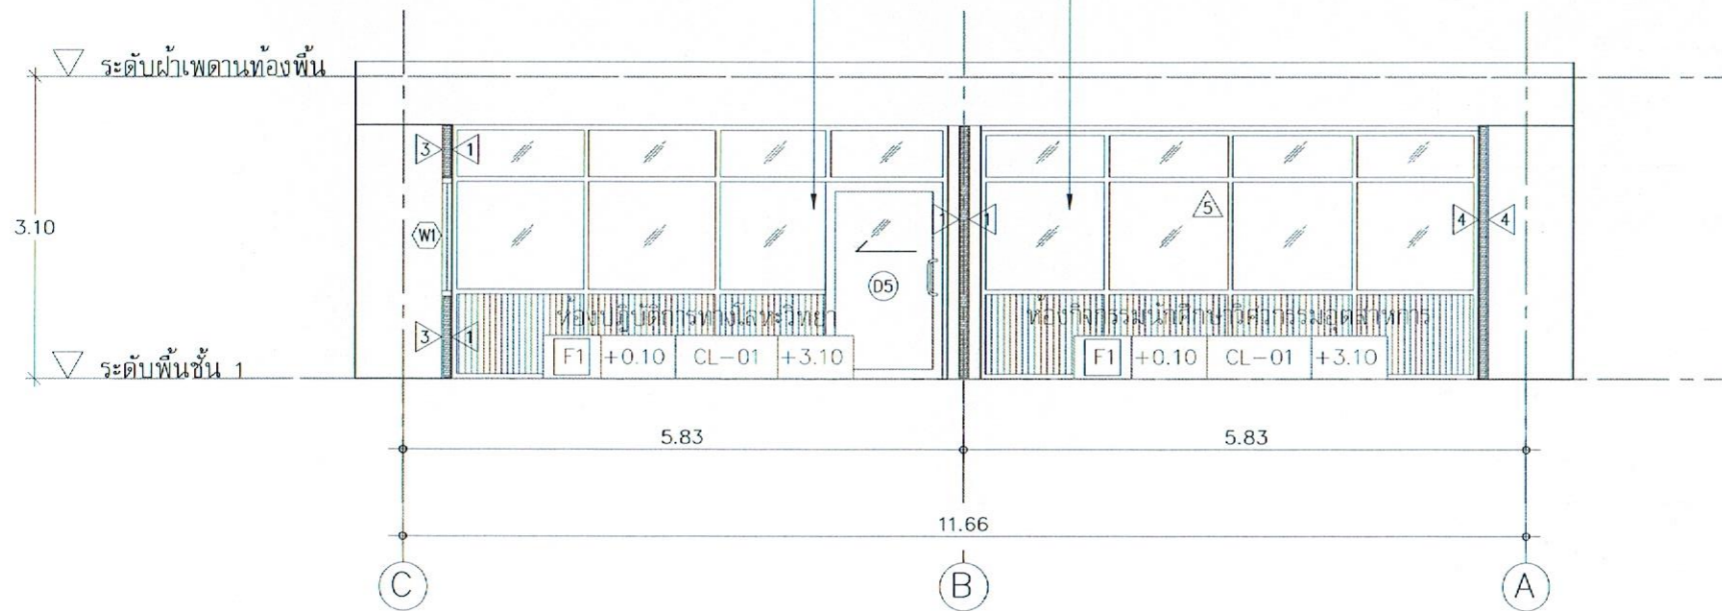 ระดับฝ้าเพดานท้องพื้น
3 1
3.10
1 1
5
4 4
W1
D5
ห้องปฏิบัติการทางโลหะวิทยา
ห้องกิจกรรมนักศึกษาวิศวกรรมอุตสาหการ
3 1
F1 +0.10 CL-01 +3.10
F1 +0.10 CL-01 +3.10
ระดับพื้นชั้น 1
5.83
5.83
11.66
C
B
A